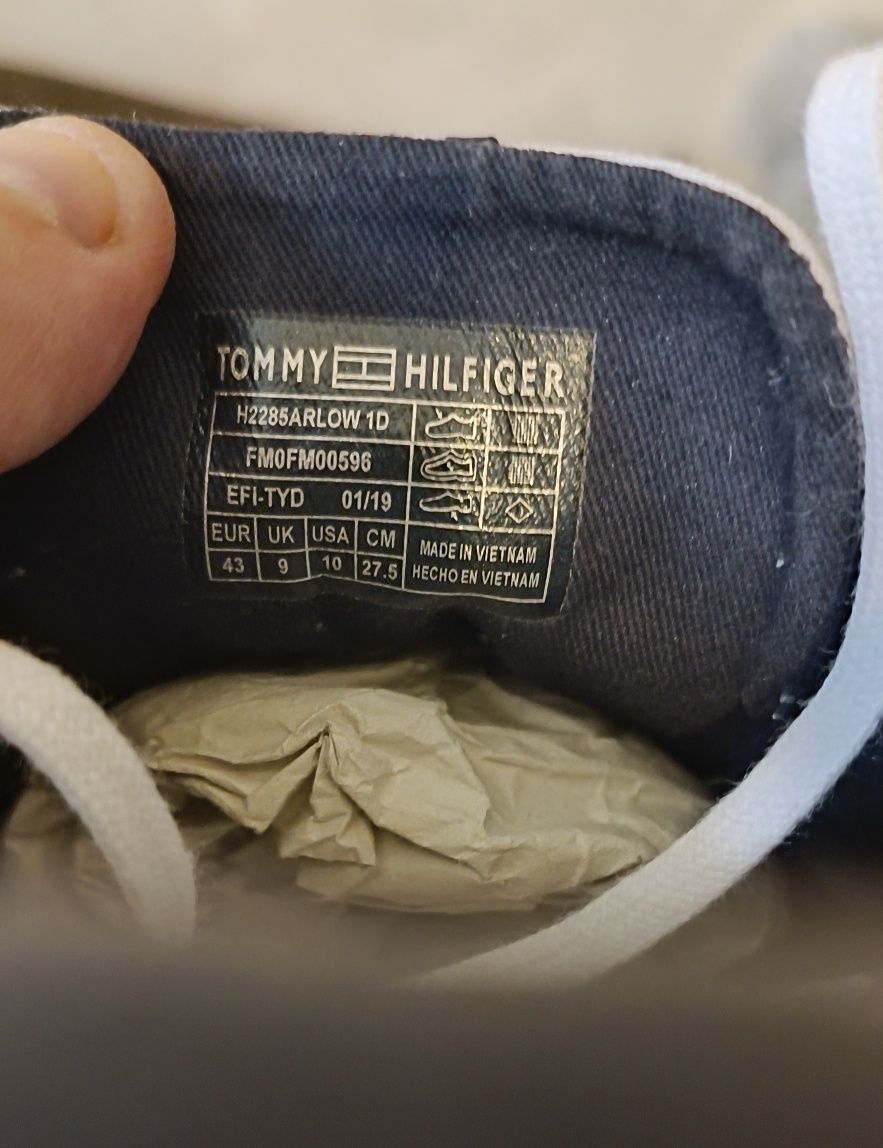 TOMMY HILFIGER
H2285ARLOW 1D
FM0FM00596
EFI-TYD 01/19
EUR UK USA CM
43 9 10 27.5
MADE IN VIETNAM
HECHO EN VIETNAM